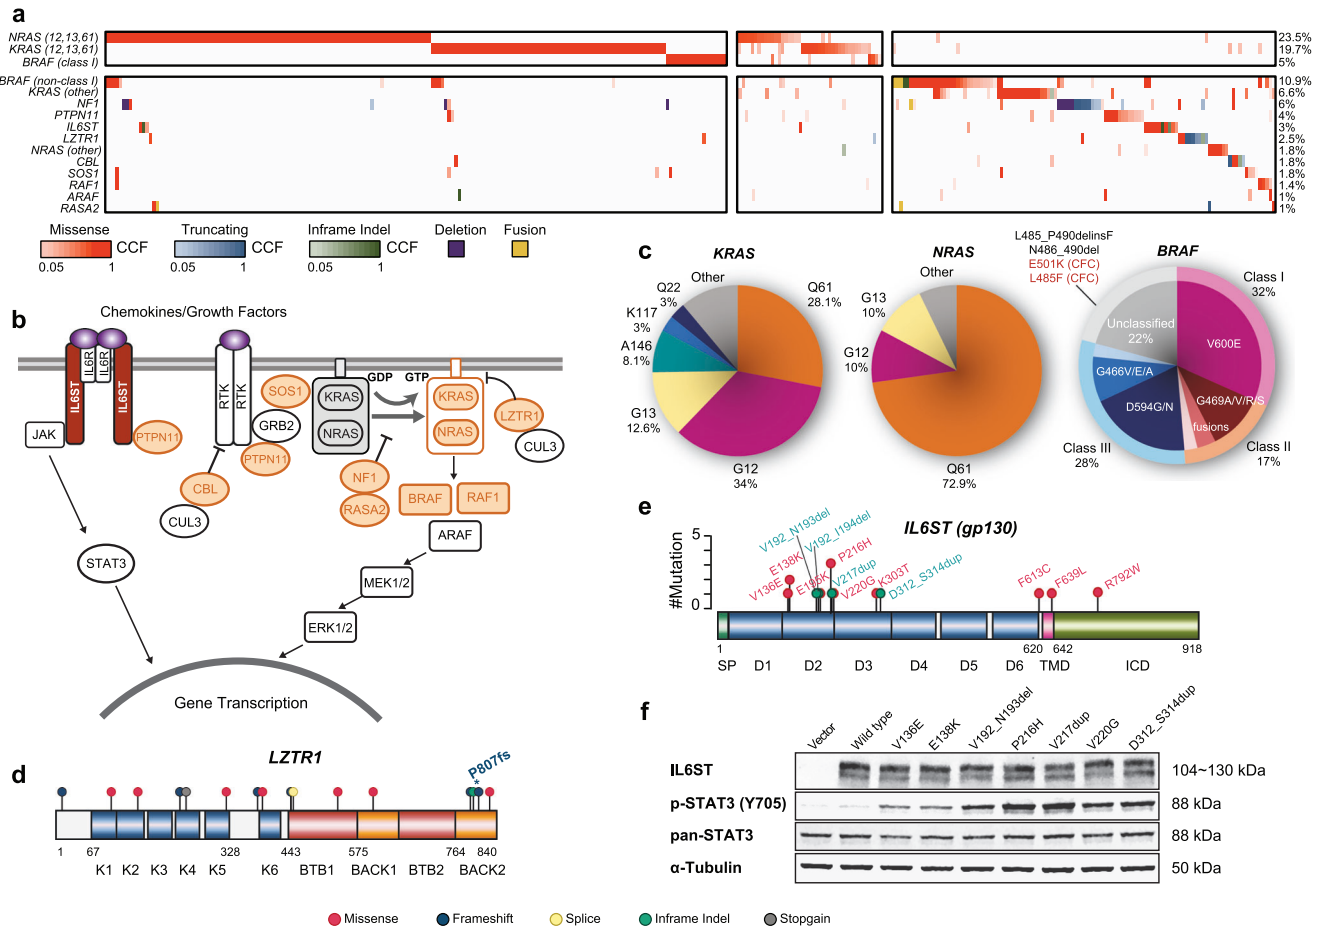 a
NRAS (12,13,61)
KRAS (12,13,61)
BRAF (class I)
23.5%
19.7%
5%
BRAF (non-class I)
KRAS (other)
NF1
PTPN11
IL6ST
LZTR1
NRAS (other)
CBL
SOS1
RAF1
ARAF
RASA2
10.9%
6.6%
6%
4%
3%
2.5%
1.8%
1.8%
1.8%
1.4%
1%
1%
Missense
CCF
0.05 1
Truncating
CCF
0.05 1
Inframe Indel
CCF
0.05 1
Deletion
Fusion
b
Chemokines/Growth Factors
IL6ST
IL6R
IL6R
IL6ST
JAK
PTPN11
STAT3
RTK
RTK
SOS1
GRB2
PTPN11
CBL
CUL3
KRAS
NRAS
GDP
GTP
KRAS
NRAS
LZTR1
CUL3
NF1
RASA2
BRAF
RAF1
ARAF
MEK1/2
ERK1/2
Gene Transcription
c
KRAS
Other
Q22
3%
K117
3%
A146
8.1%
G13
12.6%
G12
34%
Q61
28.1%
NRAS
Other
G13
10%
G12
10%
Q61
72.9%
L485_P490delinsF
N486_490del
E501K (CFC)
L485F (CFC)
BRAF
Class I
32%
Unclassified
22%
V600E
G466V/E/A
D594G/N
G469A/V/R/S
fusions
Class III
28%
Class II
17%
d
LZTR1
P807fs
*
1 67 328 443 575 764 840
K1 K2 K3 K4 K5 K6 BTB1 BACK1 BTB2 BACK2
e
IL6ST (gp130)
#Mutation
5
0
V136E
E138K
V192_N193del
V192_I194del
E195K
P216H
V217dup
V220G
K303T
D312_S314dup
F613C
F639L
R792W
1 620 642 918
SP D1 D2 D3 D4 D5 D6 TMD ICD
f
Vector
Wild type
V136E
E138K
V192_N193del
P216H
V217dup
V220G
D312_S314dup
IL6ST 104~130 kDa
p-STAT3 (Y705) 88 kDa
pan-STAT3 88 kDa
α-Tubulin 50 kDa
Missense Frameshift Splice Inframe Indel Stopgain